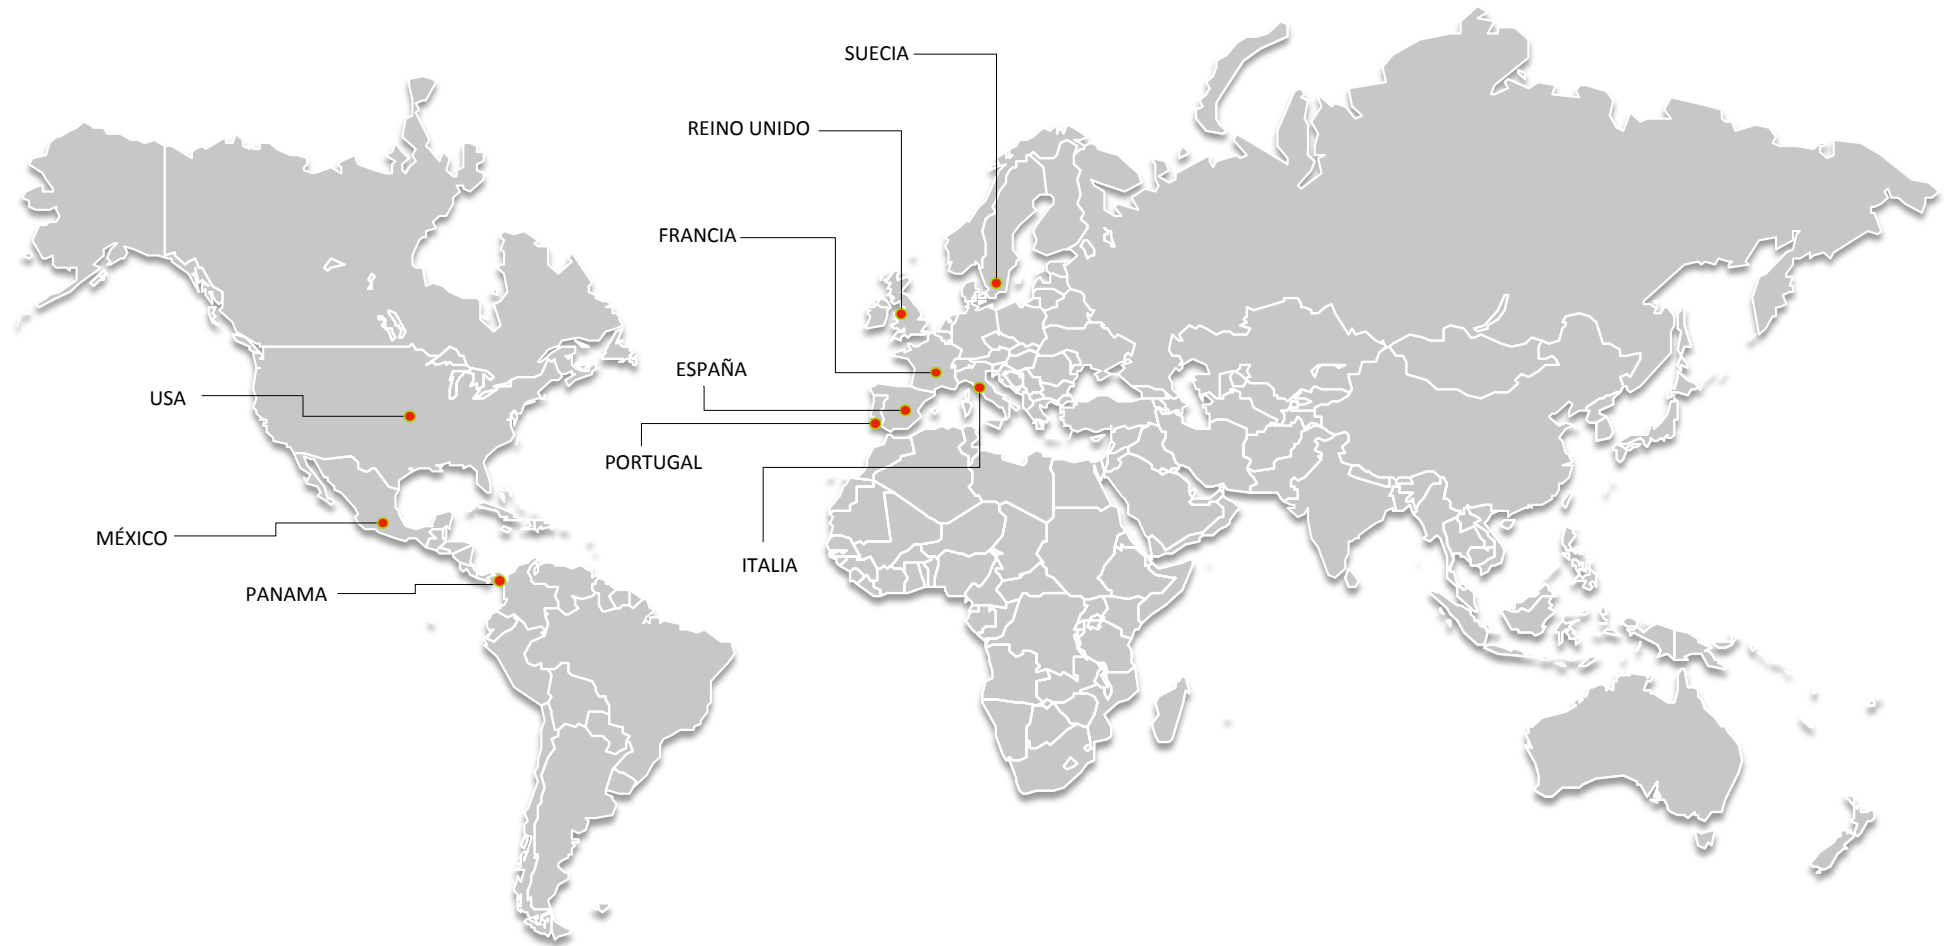 SUECIA
REINO UNIDO
FRANCIA
ESPAÑA
USA
PORTUGAL
MÉXICO
ITALIA
PANAMA